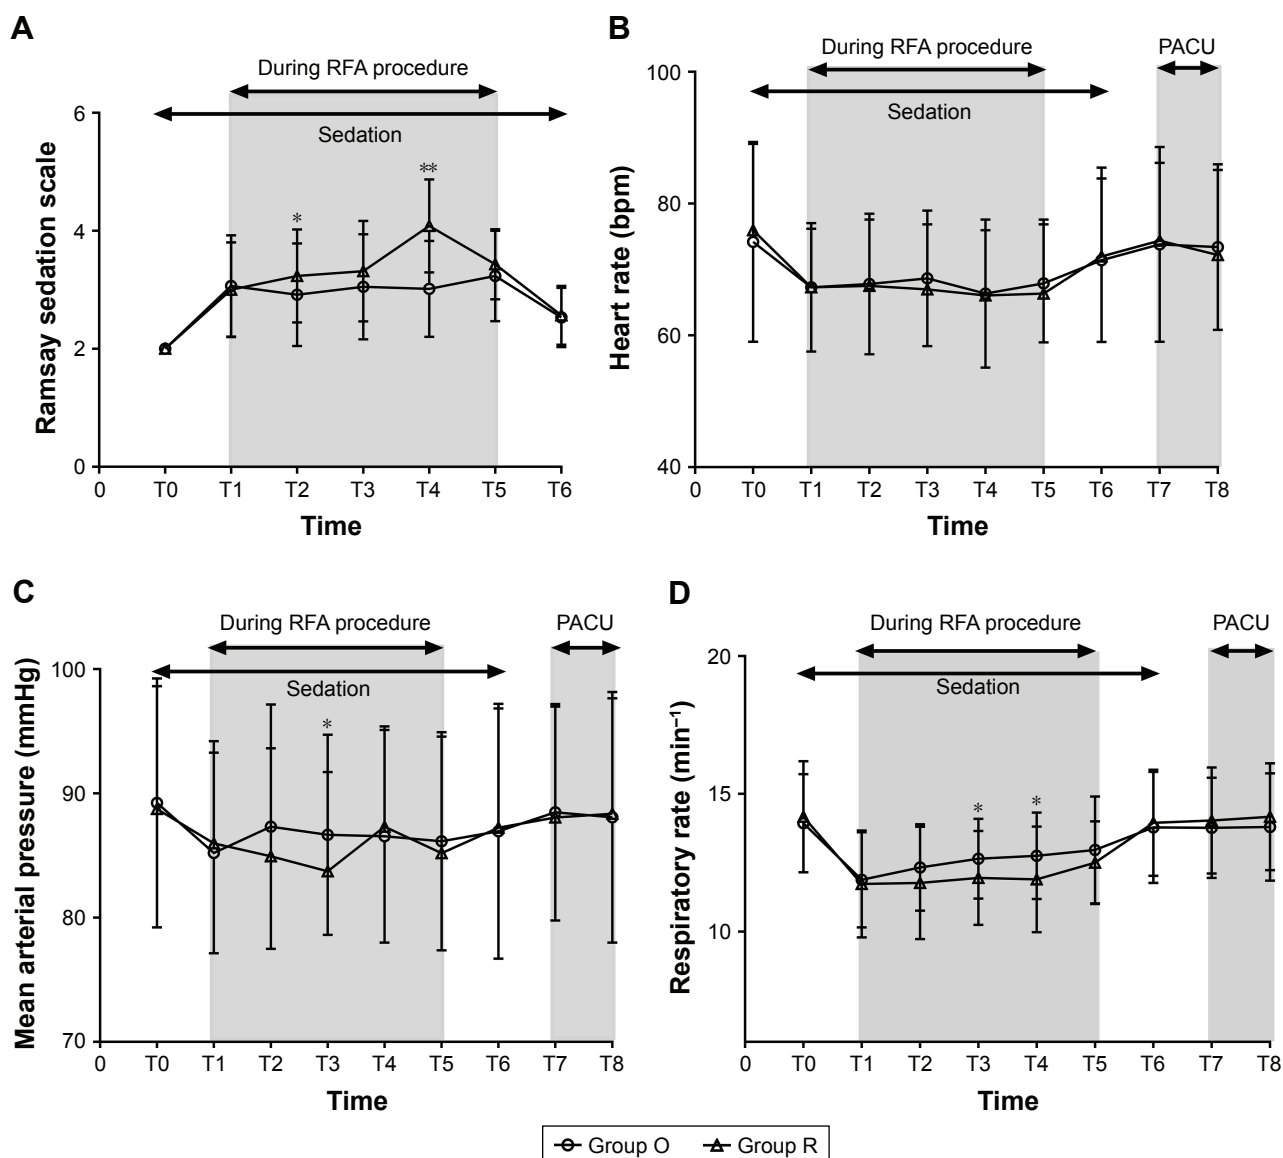 A
During RFA procedure
Sedation
Ramsay sedation scale
6
4
2
0
*
**
0 T0 T1 T2 T3 T4 T5 T6
Time
B
During RFA procedure
PACU
Sedation
Heart rate (bpm)
100
80
60
40
0 T0 T1 T2 T3 T4 T5 T6 T7 T8
Time
C
During RFA procedure
PACU
Sedation
Mean arterial pressure (mmHg)
100
90
80
70
*
0 T0 T1 T2 T3 T4 T5 T6 T7 T8
Time
D
During RFA procedure
PACU
Sedation
Respiratory rate (min⁻¹)
20
15
10
*
*
0 T0 T1 T2 T3 T4 T5 T6 T7 T8
Time
Group O Group R